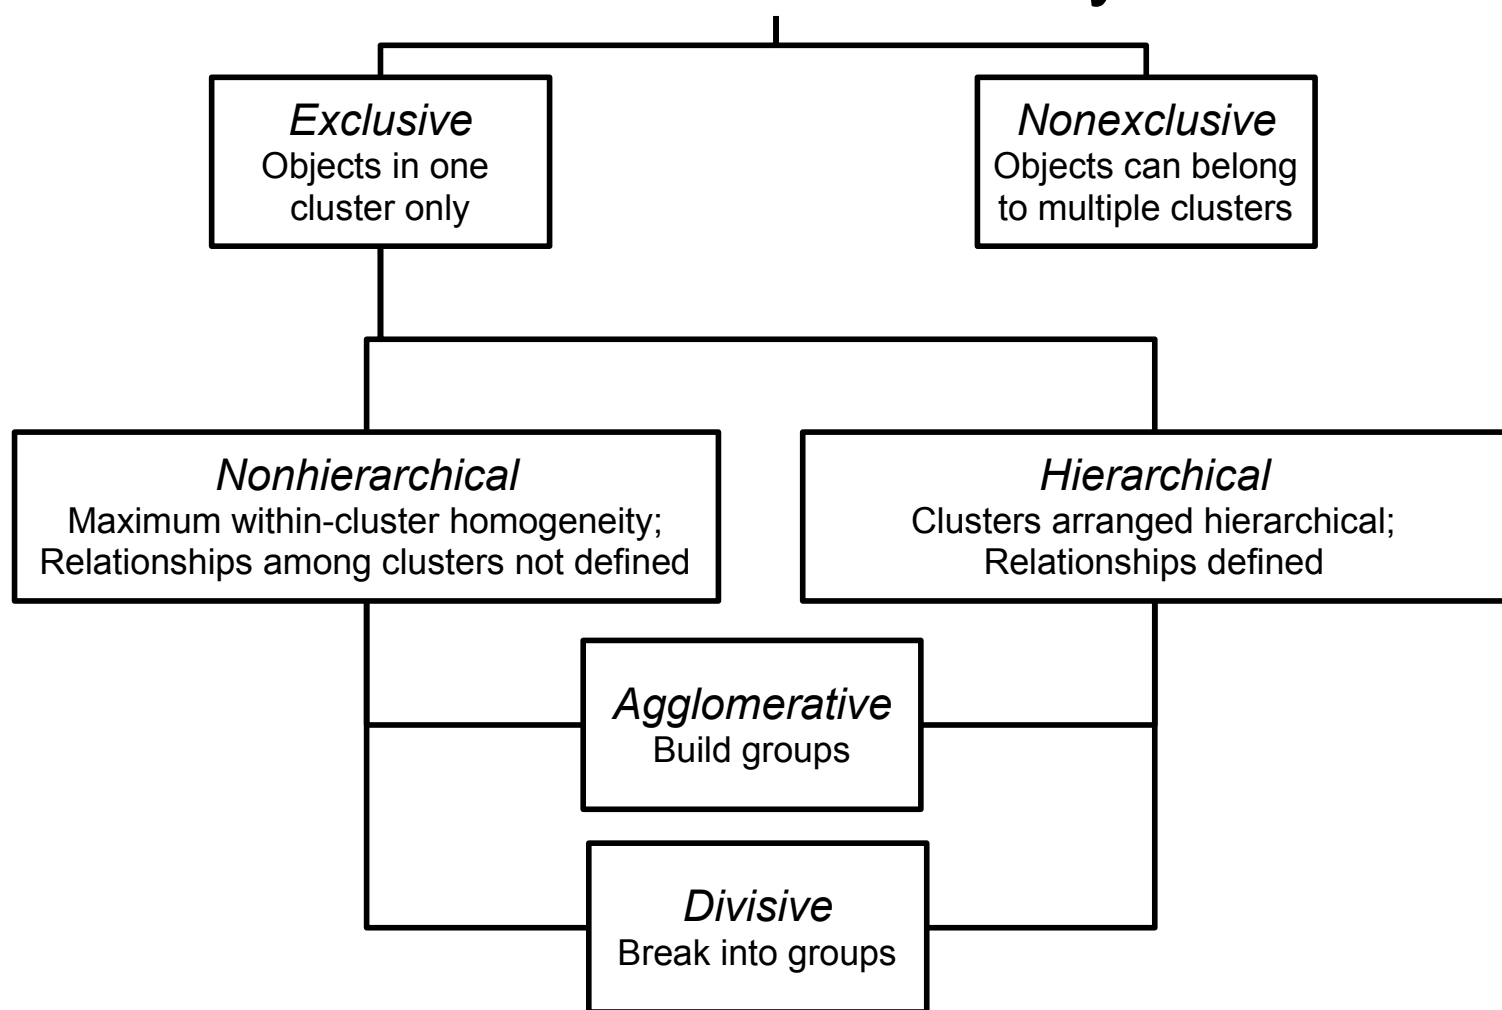 Exclusive
Objects in one
cluster only
Nonexclusive
Objects can belong
to multiple clusters
Nonhierarchical
Maximum within-cluster homogeneity;
Relationships among clusters not defined
Hierarchical
Clusters arranged hierarchical;
Relationships defined
Agglomerative
Build groups
Divisive
Break into groups